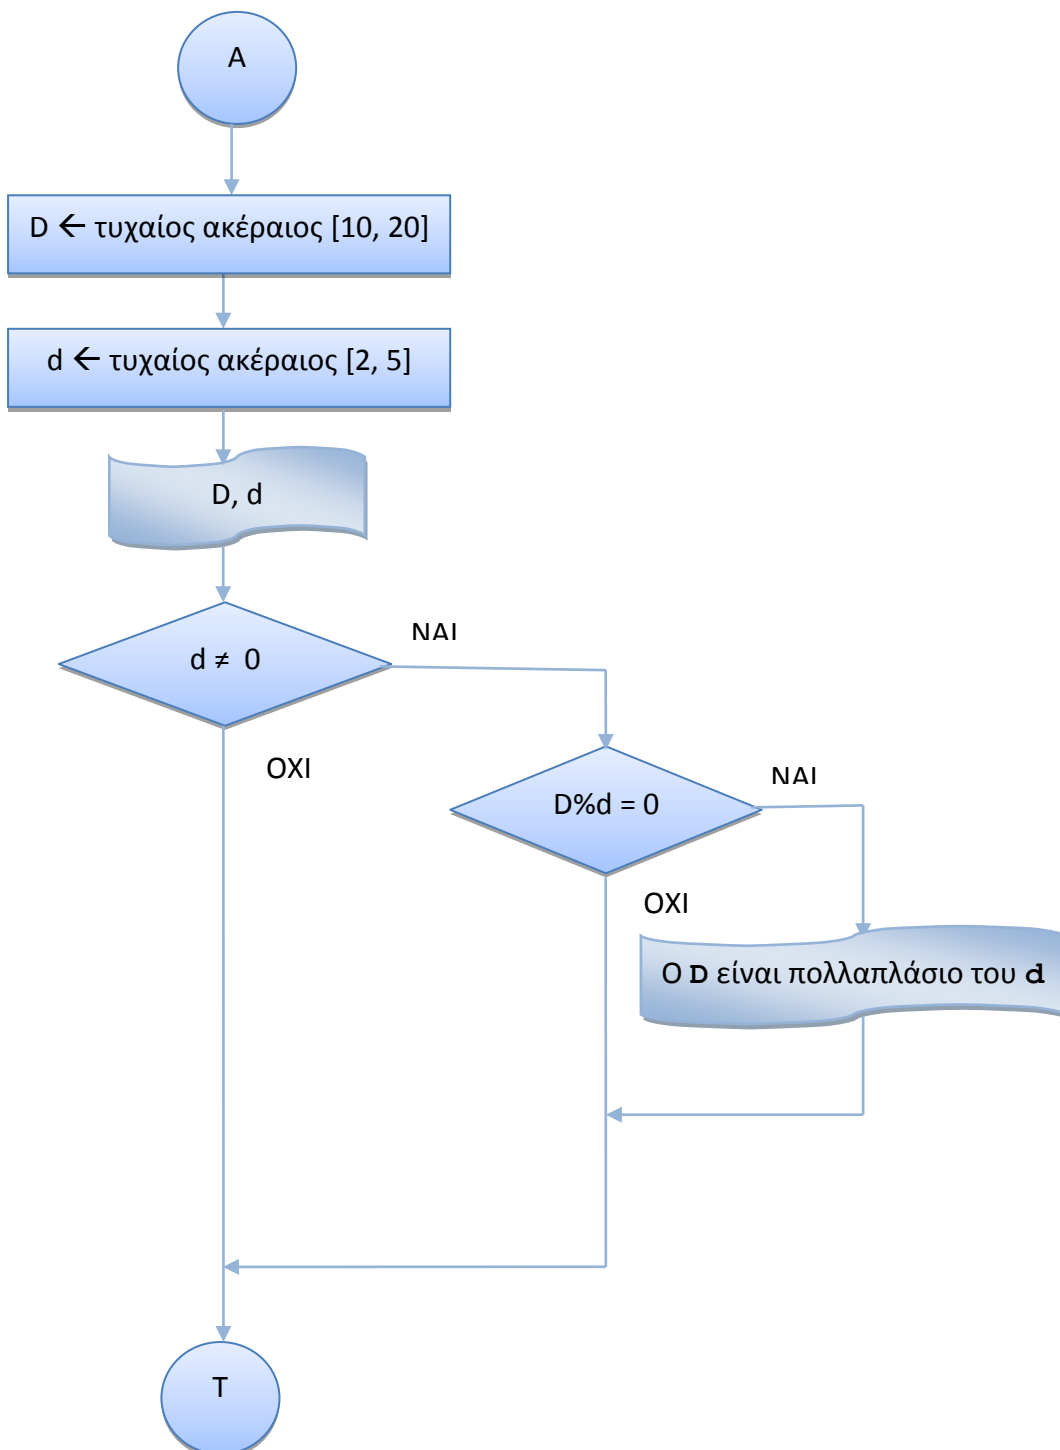 Α
D ← τυχαίος ακέραιος [10, 20]
d ← τυχαίος ακέραιος [2, 5]
D, d
ΝΑΙ
d ≠ 0
ΟΧΙ
ΝΑΙ
D%d = 0
ΟΧΙ
Ο D είναι πολλαπλάσιο του d
Τ